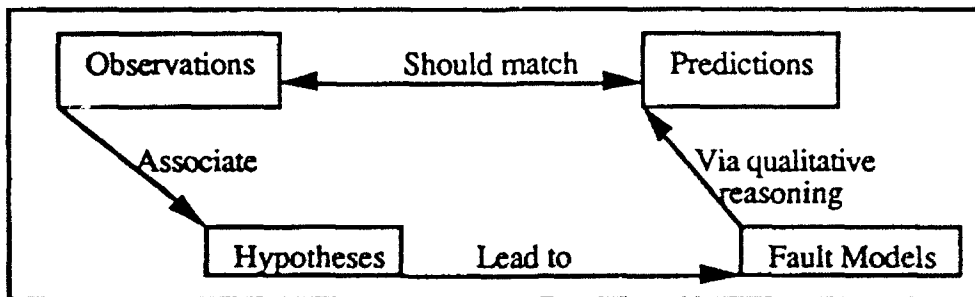 Observations
Should match
Predictions
Associate
Via qualitative
reasoning
Hypotheses
Lead to
Fault Models